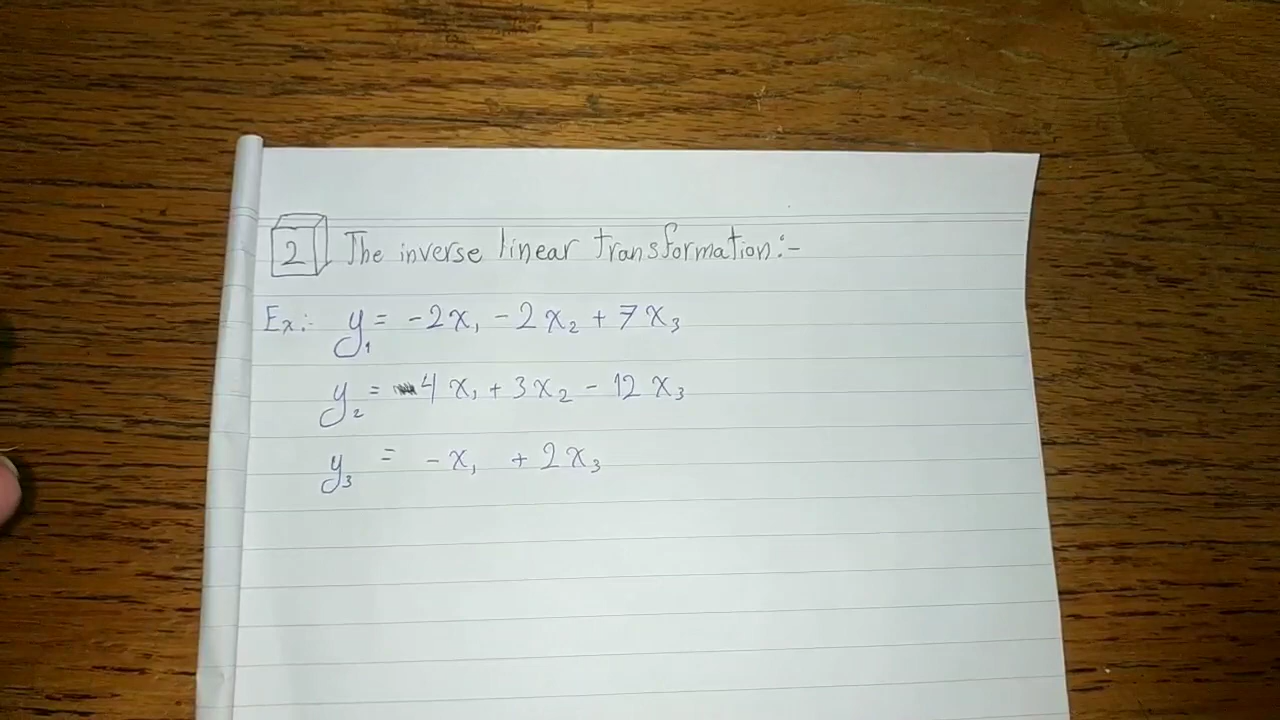 2 The inverse linear transformation:-
Ex:- y₁ = -2x₁ - 2x₂ + 7x₃
y₂ = 4x₁ + 3x₂ - 12x₃
y₃ = -x₁ + 2x₃